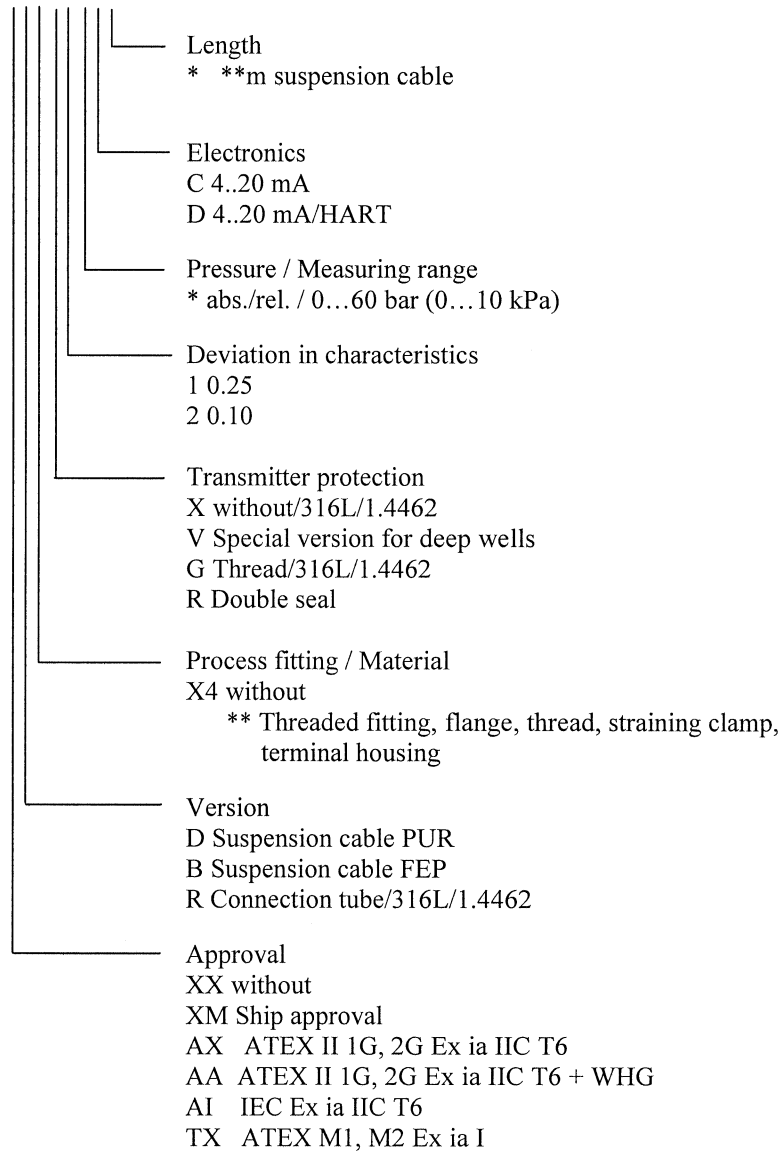 Length
* **m suspension cable
Electronics
C 4..20 mA
D 4..20 mA/HART
Pressure / Measuring range
* abs./rel. / 0…60 bar (0…10 kPa)
Deviation in characteristics
1 0.25
2 0.10
Transmitter protection
X without/316L/1.4462
V Special version for deep wells
G Thread/316L/1.4462
R Double seal
Process fitting / Material
X4 without
** Threaded fitting, flange, thread, straining clamp,
terminal housing
Version
D Suspension cable PUR
B Suspension cable FEP
R Connection tube/316L/1.4462
Approval
XX without
XM Ship approval
AX ATEX II 1G, 2G Ex ia IIC T6
AA ATEX II 1G, 2G Ex ia IIC T6 + WHG
AI IEC Ex ia IIC T6
TX ATEX M1, M2 Ex ia I